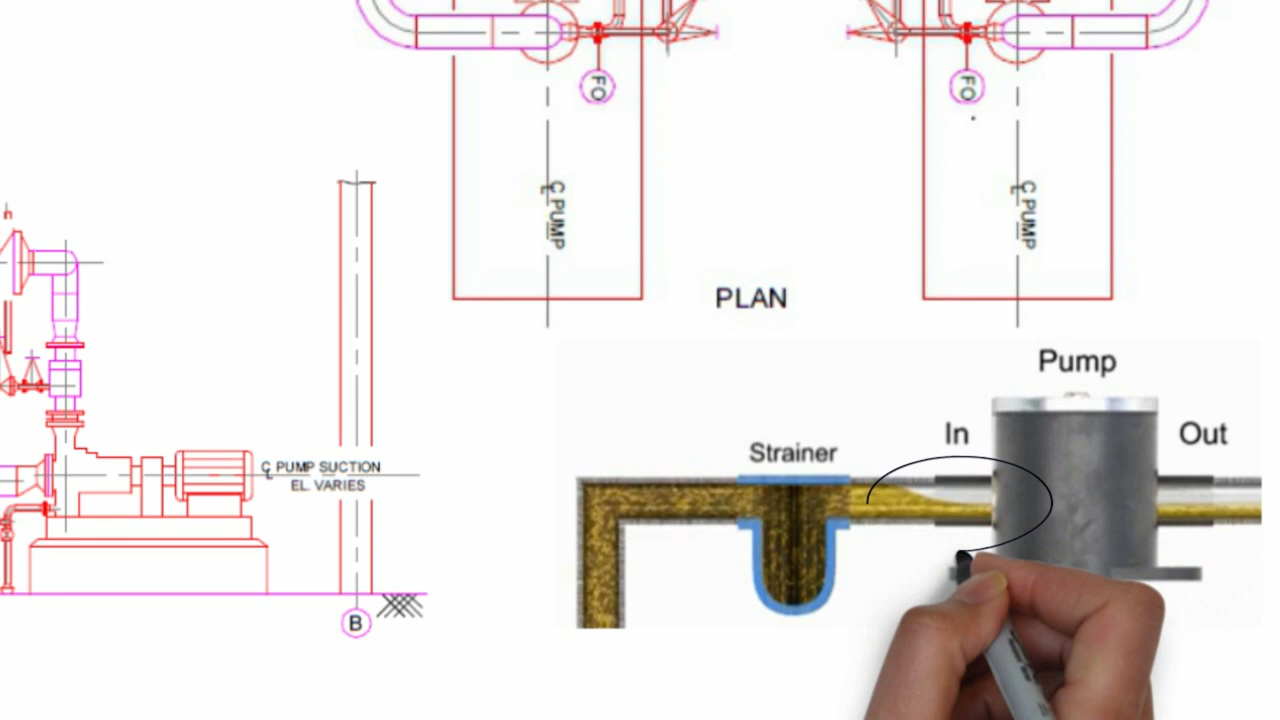 FO
FO
C L PUMP
C L PUMP
PLAN
C L PUMP SUCTION
EL. VARIES
B
Pump
In
Out
Strainer